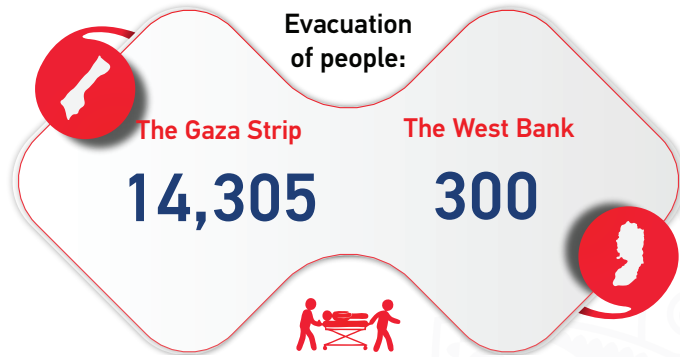 Evacuation
of people:
The Gaza Strip
The West Bank
14,305
300